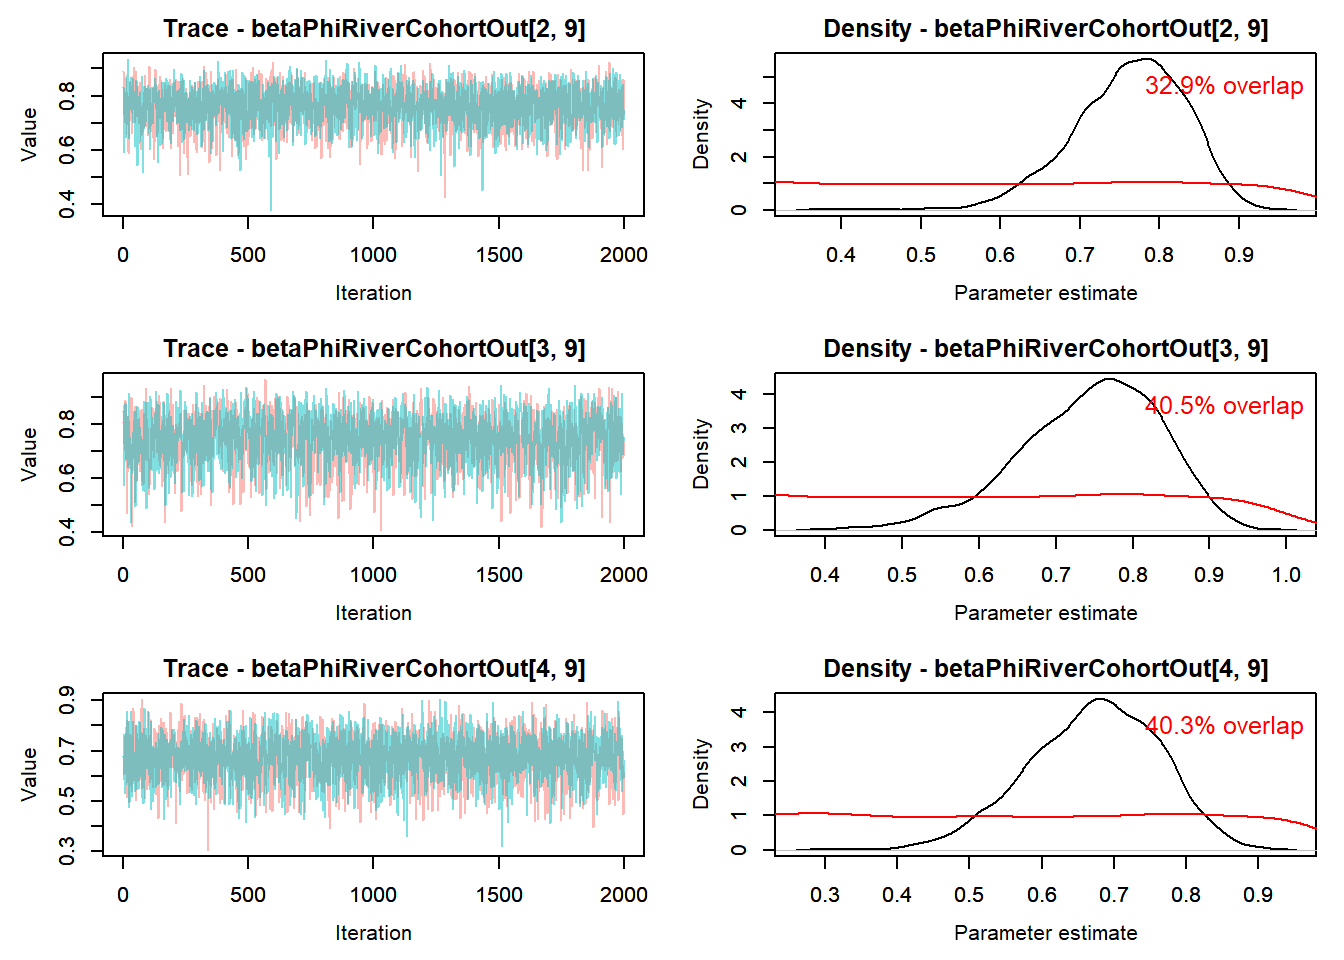 Trace - betaPhiRiverCohortOut[2, 9]
Value
0.4 0.6 0.8
0 500 1000 1500 2000
Iteration
Density - betaPhiRiverCohortOut[2, 9]
32.9% overlap
Density
0 2 4
0.4 0.5 0.6 0.7 0.8 0.9
Parameter estimate
Trace - betaPhiRiverCohortOut[3, 9]
Value
0.4 0.6 0.8
0 500 1000 1500 2000
Iteration
Density - betaPhiRiverCohortOut[3, 9]
40.5% overlap
Density
0 1 2 3 4
0.4 0.5 0.6 0.7 0.8 0.9 1.0
Parameter estimate
Trace - betaPhiRiverCohortOut[4, 9]
Value
0.3 0.5 0.7 0.9
0 500 1000 1500 2000
Iteration
Density - betaPhiRiverCohortOut[4, 9]
40.3% overlap
Density
0 1 2 3 4
0.3 0.4 0.5 0.6 0.7 0.8 0.9
Parameter estimate